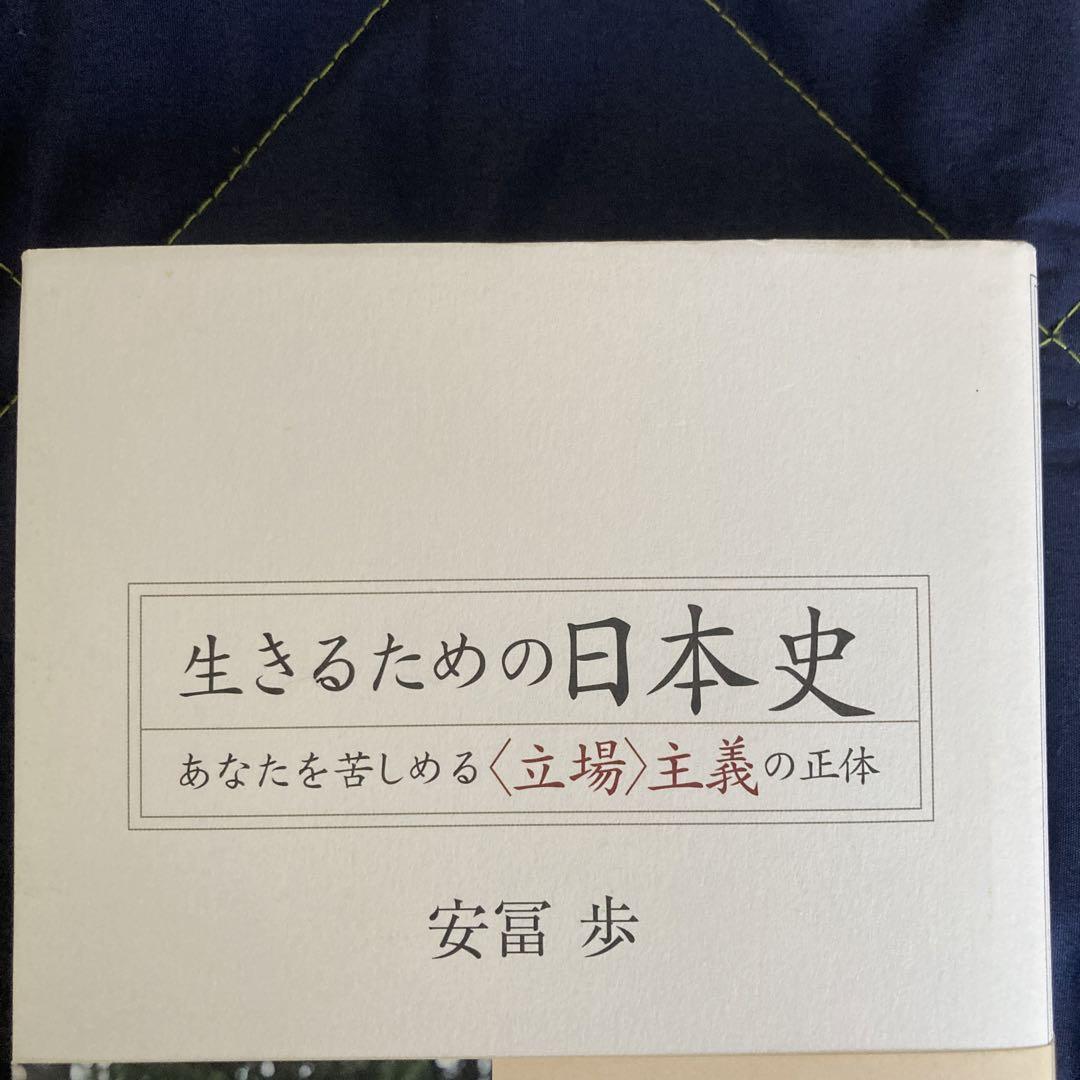 生きるための日本史
あなたを苦しめる〈立場〉主義の正体
安冨 歩